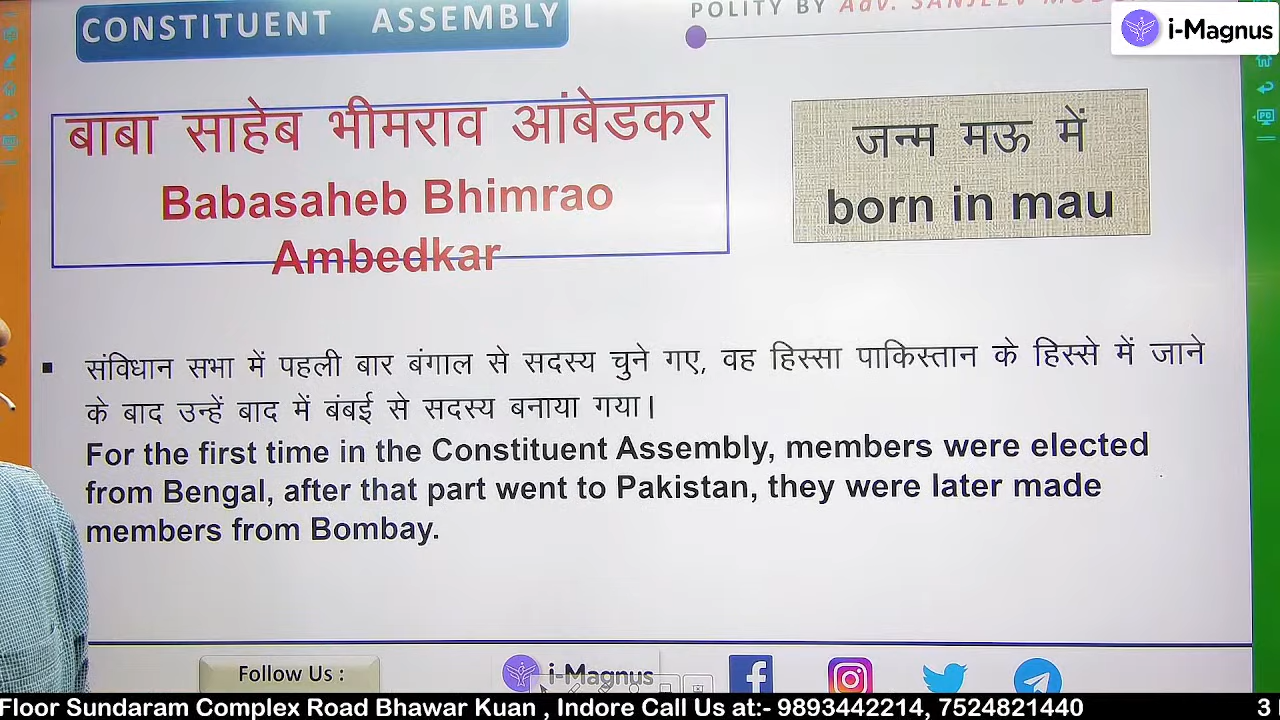 CONSTITUENT ASSEMBLY
POLITY BY Adv. SANJEEV
i-Magnus
बाबा साहेब भीमराव आंबेडकर
Babasaheb Bhimrao
Ambedkar
जन्म मऊ में
born in mau
संविधान सभा में पहली बार बंगाल से सदस्य चुने गए, वह हिस्सा पाकिस्तान के हिस्से में जाने
के बाद उन्हें बाद में बंबई से सदस्य बनाया गया।
For the first time in the Constituent Assembly, members were elected
from Bengal, after that part went to Pakistan, they were later made
members from Bombay.
Follow Us :
i-Magnus
Floor Sundaram Complex Road Bhawar Kuan , Indore Call Us at:- 9893442214, 7524821440
3